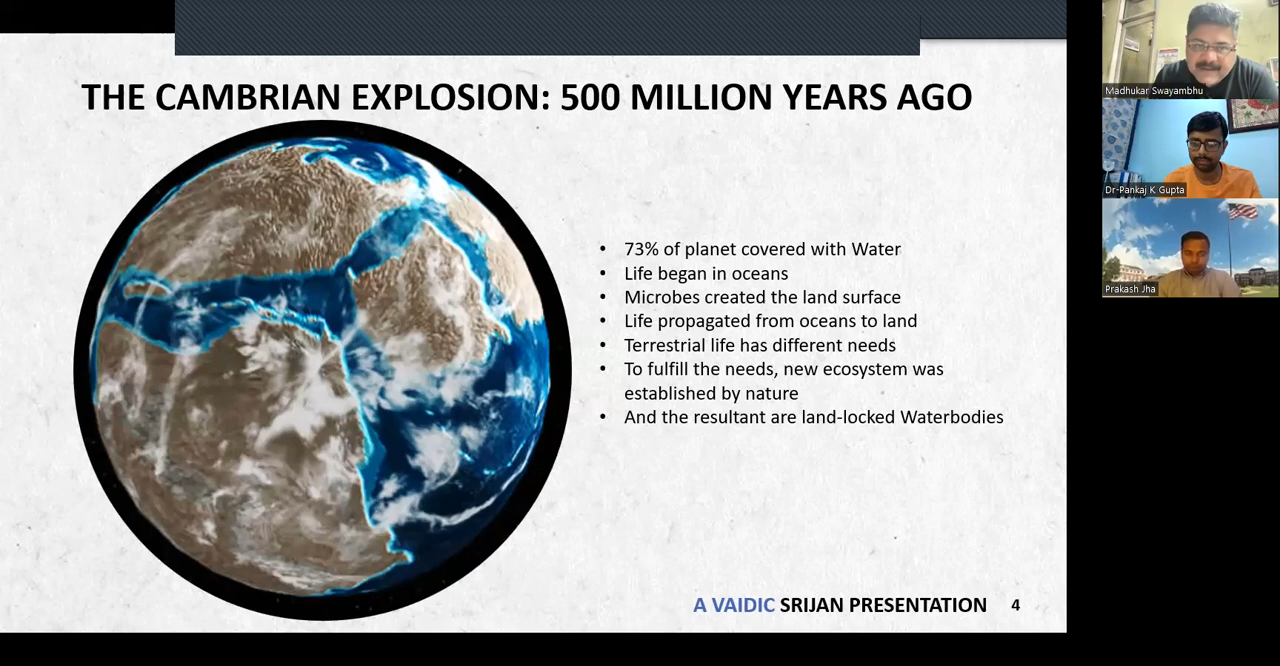 THE CAMBRIAN EXPLOSION: 500 MILLION YEARS AGO
• 73% of planet covered with Water
• Life began in oceans
• Microbes created the land surface
• Life propagated from oceans to land
• Terrestrial life has different needs
• To fulfill the needs, new ecosystem was
established by nature
• And the resultant are land-locked Waterbodies
A VAIDIC SRIJAN PRESENTATION 4
Madhukar Swayambhu
Dr-Pankaj K Gupta
Prakash Jha